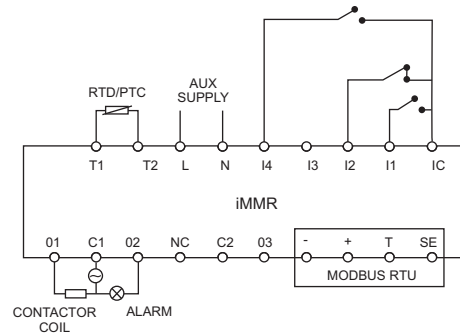 RTD/PTC
AUX
SUPPLY
T1 T2 L N I4 I3 I2 I1 IC
iMMR
01 C1 02 NC C2 03 - + T SE
MODBUS RTU
CONTACTOR
COIL
ALARM